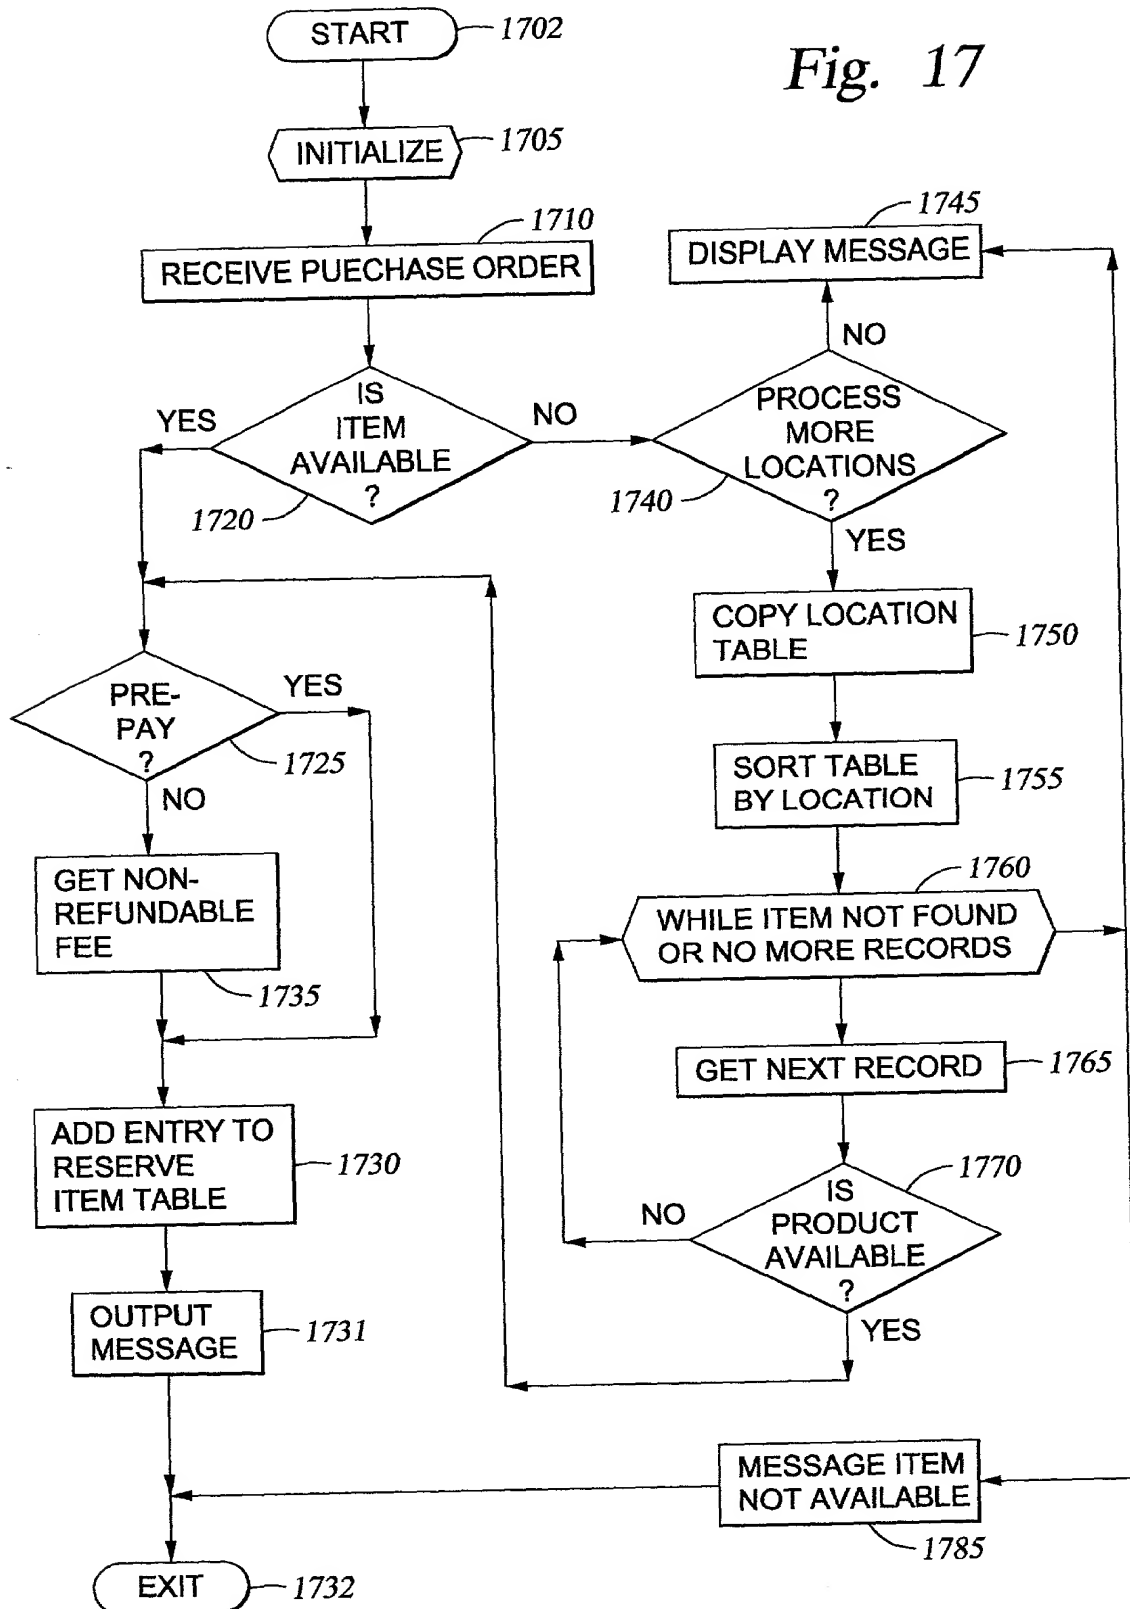 START
1702
Fig. 17
INITIALIZE
1705
1710
RECEIVE PUECHASE ORDER
1745
DISPLAY MESSAGE
NO
YES
IS
ITEM
AVAILABLE
?
1720
NO
PROCESS
MORE
LOCATIONS
?
1740
YES
COPY LOCATION
TABLE
1750
PRE-
PAY
?
YES
1725
NO
SORT TABLE
BY LOCATION
1755
GET NON-
REFUNDABLE
FEE
1735
1760
WHILE ITEM NOT FOUND
OR NO MORE RECORDS
GET NEXT RECORD
1765
ADD ENTRY TO
RESERVE
ITEM TABLE
1730
1770
NO
IS
PRODUCT
AVAILABLE
?
YES
OUTPUT
MESSAGE
1731
MESSAGE ITEM
NOT AVAILABLE
1785
EXIT
1732